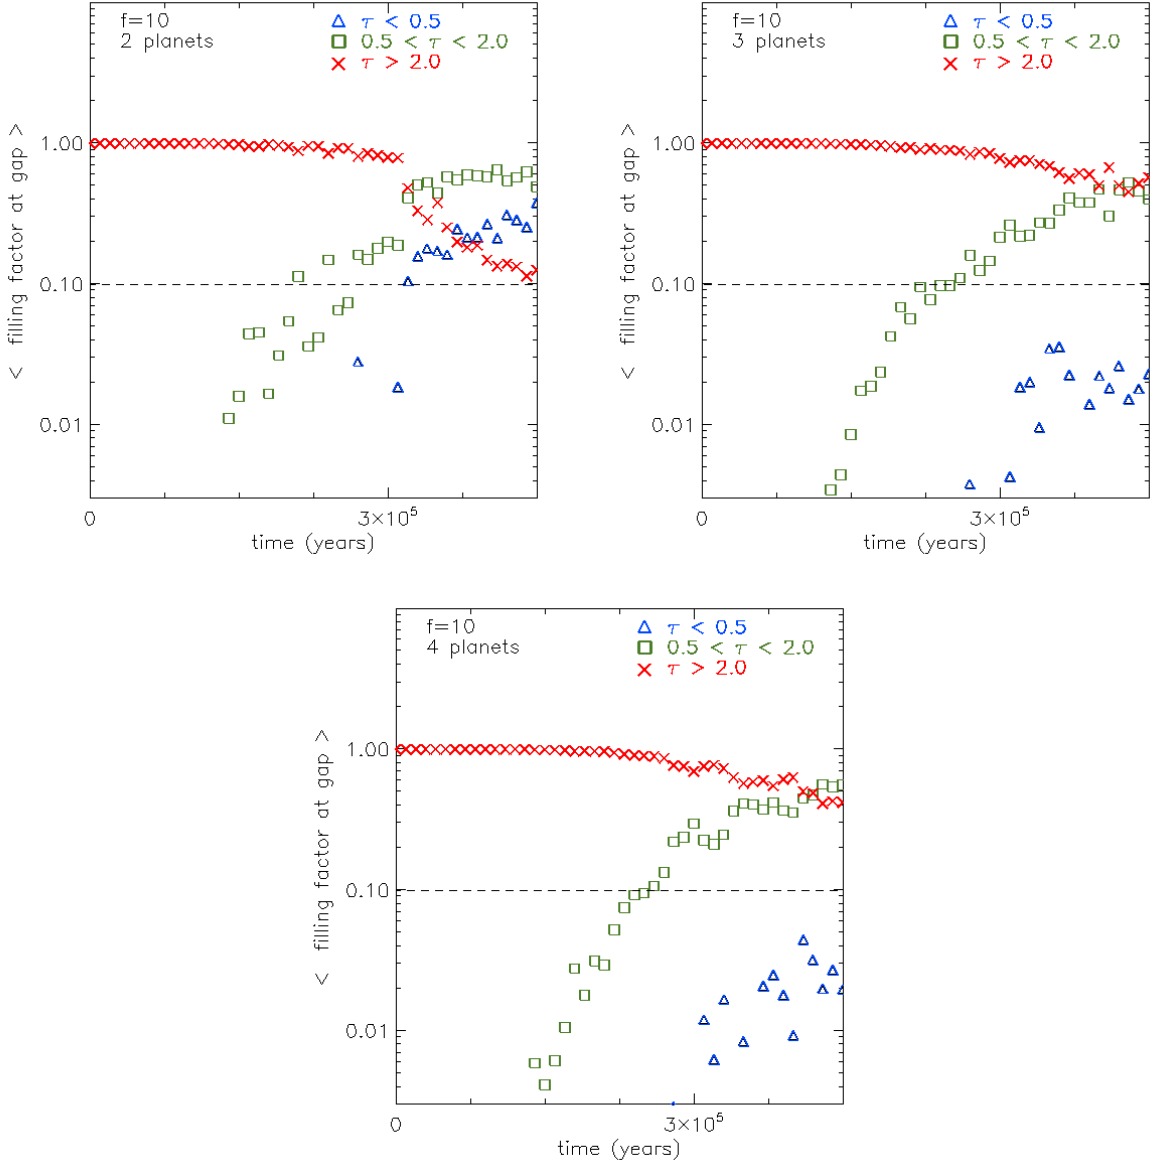 f=10
2 planets
τ < 0.5
0.5 < τ < 2.0
τ > 2.0
< filling factor at gap >
1.00
0.10
0.01
0
3×10⁵
time (years)
f=10
3 planets
τ < 0.5
0.5 < τ < 2.0
τ > 2.0
< filling factor at gap >
1.00
0.10
0.01
0
3×10⁵
time (years)
f=10
4 planets
τ < 0.5
0.5 < τ < 2.0
τ > 2.0
< filling factor at gap >
1.00
0.10
0.01
0
3×10⁵
time (years)